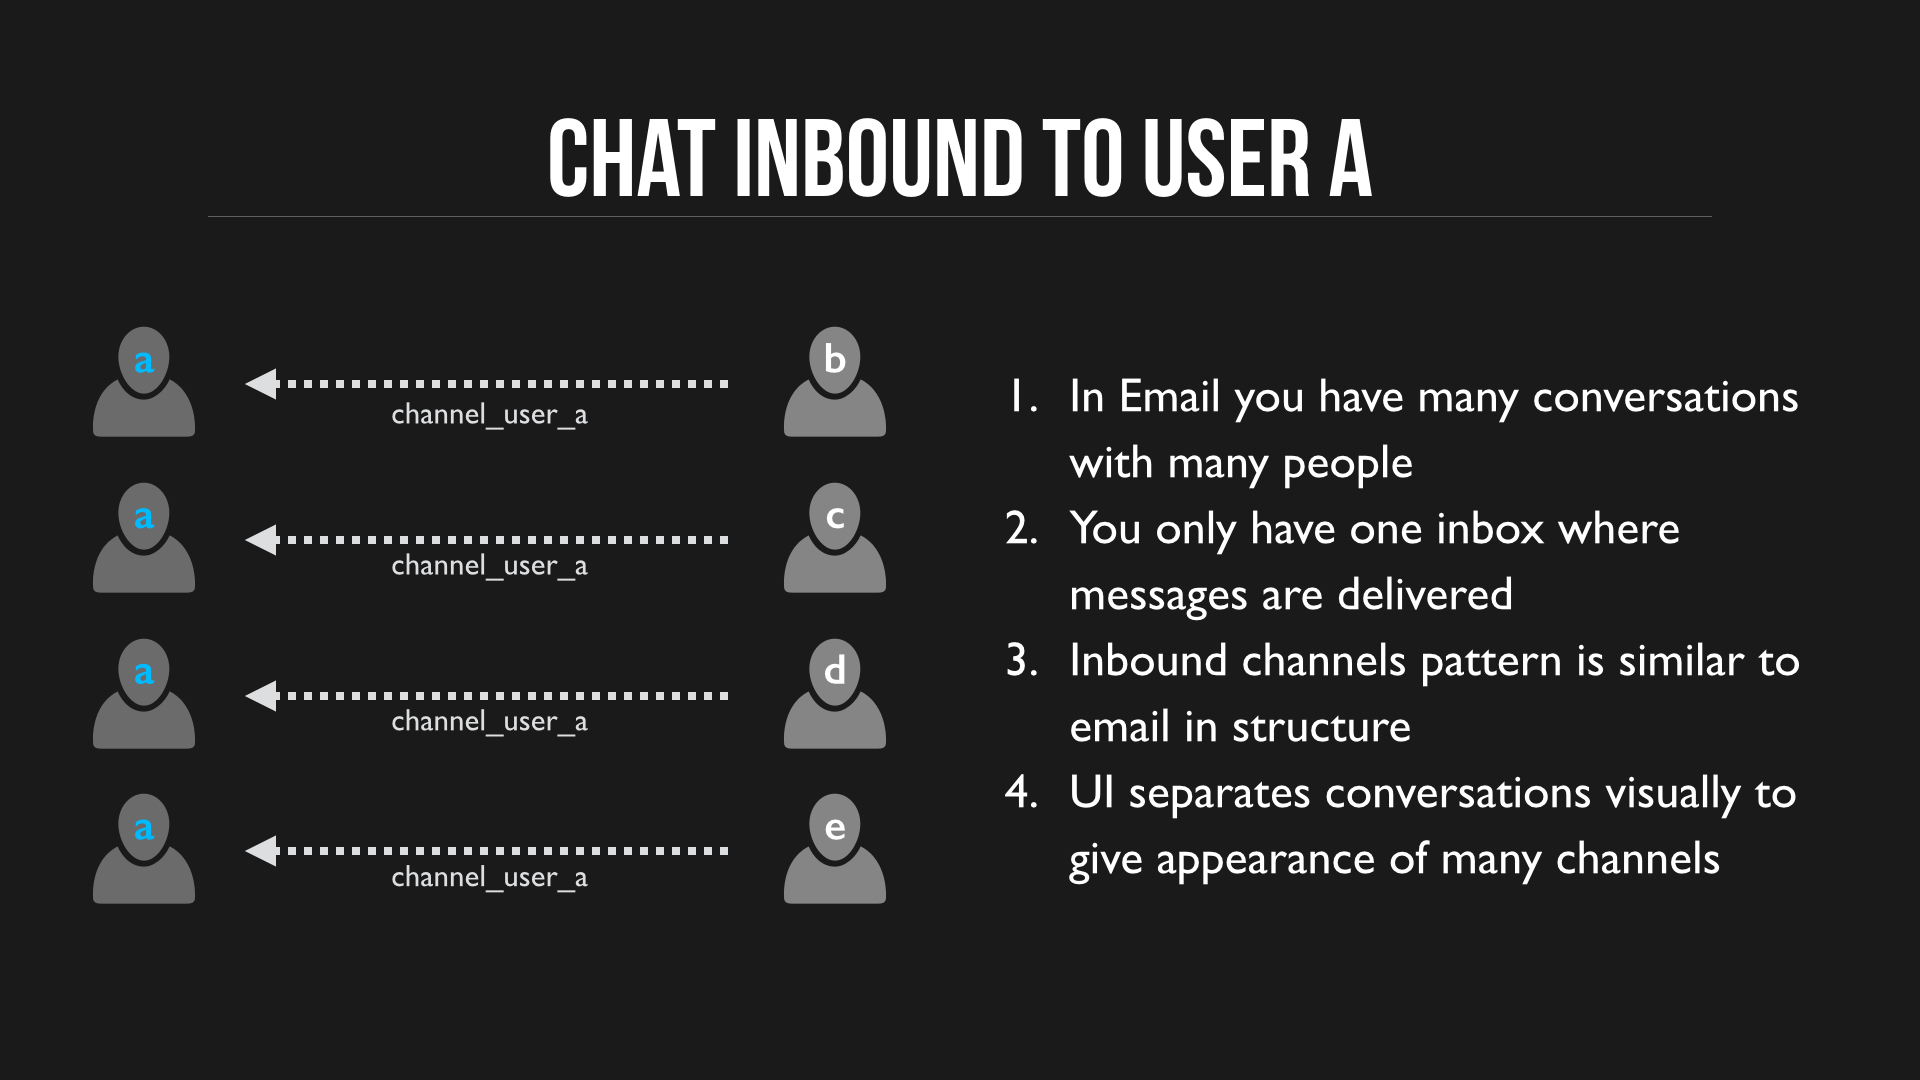 CHAT INBOUND TO USER A
a
b
channel_user_a
a
c
channel_user_a
a
d
channel_user_a
a
e
channel_user_a
1. In Email you have many conversations
with many people
2. You only have one inbox where
messages are delivered
3. Inbound channels pattern is similar to
email in structure
4. UI separates conversations visually to
give appearance of many channels